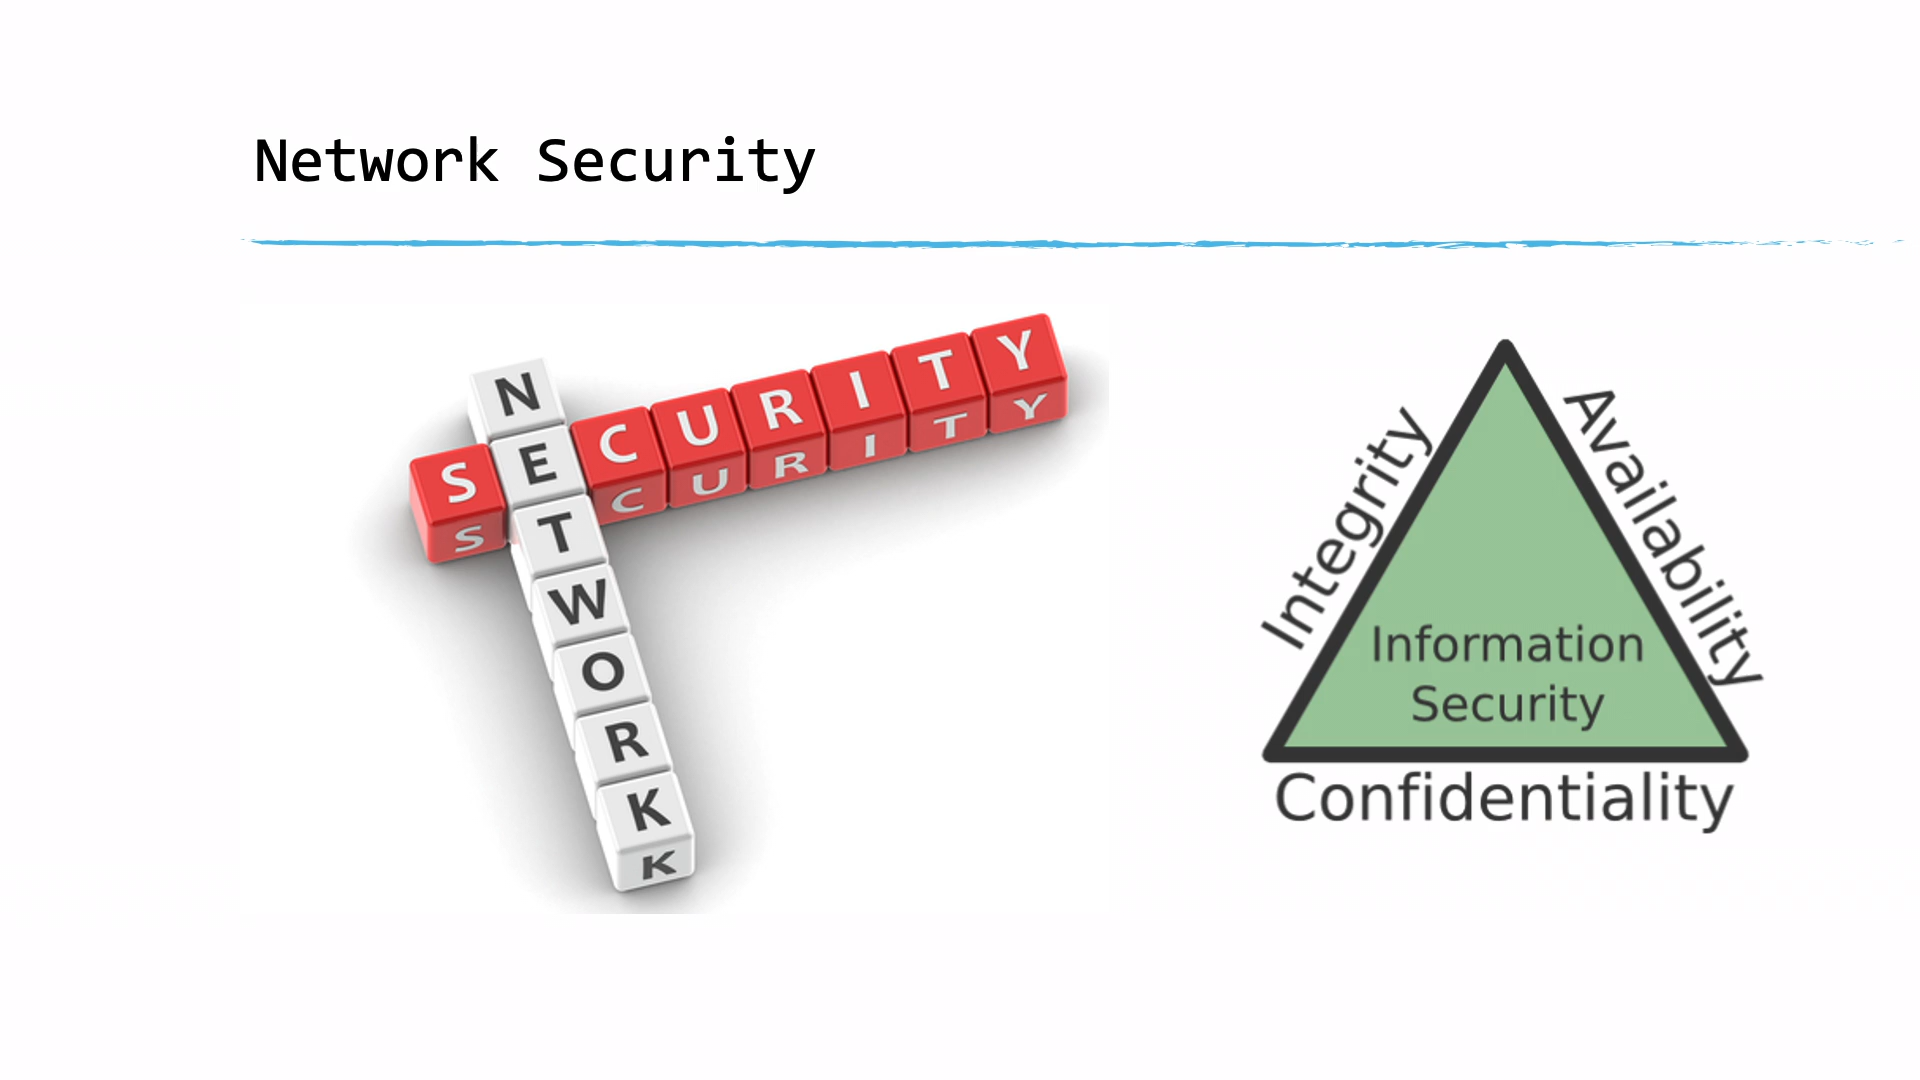 Network Security
NETWORK
SECURITY
Integrity
Availability
Information
Security
Confidentiality